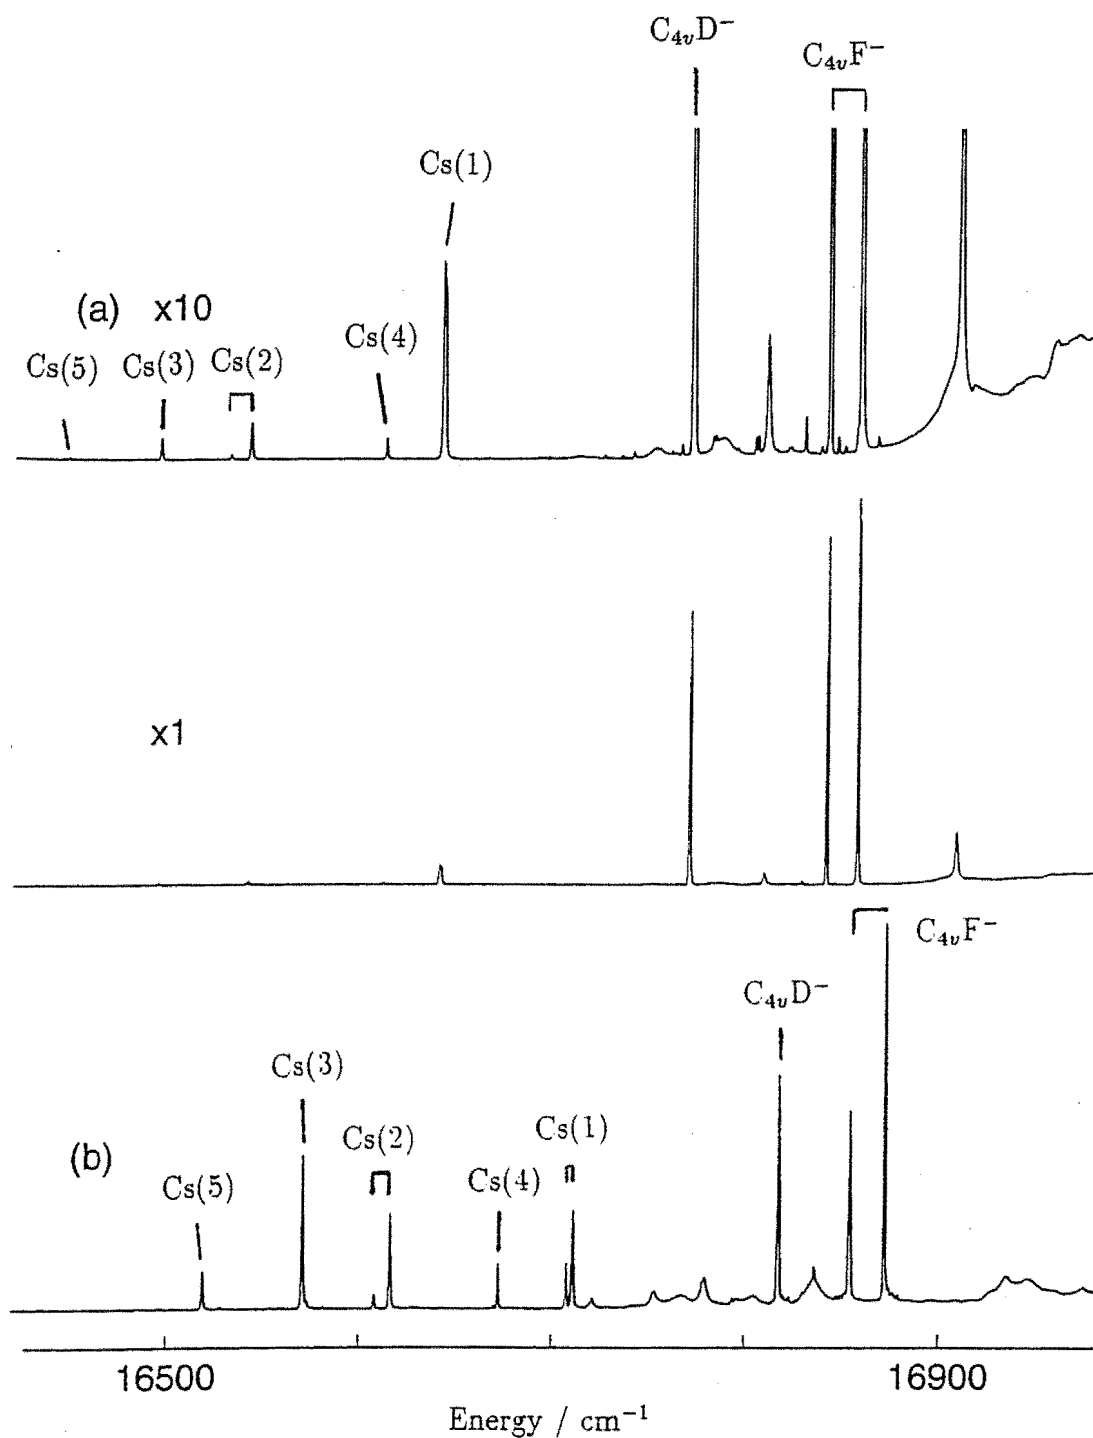 C₄ᵥD⁻
C₄ᵥF⁻
Cs(1)
(a) x10
Cs(4)
Cs(5)
Cs(3)
Cs(2)
x1
C₄ᵥF⁻
C₄ᵥD⁻
Cs(3)
Cs(1)
(b)
Cs(2)
Cs(4)
Cs(5)
16500
16900
Energy / cm⁻¹